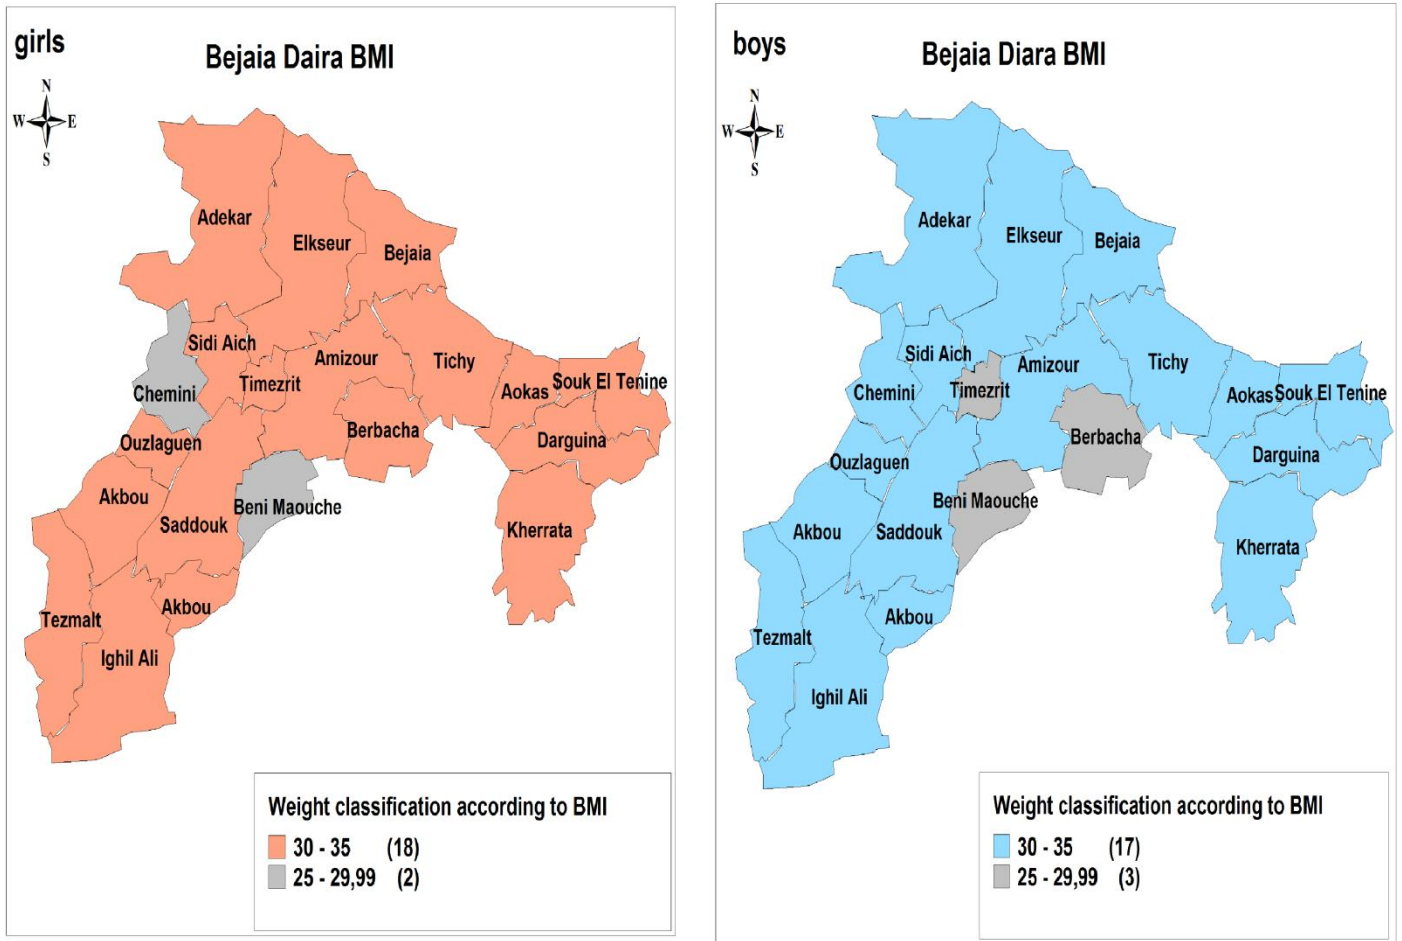 girls
Bejaia Daira BMI
N
W E
S
Adekar
Elkseur
Bejaia
Sidi Aich
Amizour
Tichy
Chemini
Timezrit
Aokas
Souk El Tenine
Ouzlaguen
Berbacha
Darguina
Akbou
Beni Maouche
Saddouk
Kherrata
Tezmalt
Akbou
Ighil Ali
Weight classification according to BMI
30 - 35 (18)
25 - 29,99 (2)
boys
Bejaia Diara BMI
N
W E
S
Adekar
Elkseur
Bejaia
Sidi Aich
Amizour
Tichy
Chemini
Timezrit
Aokas
Souk El Tenine
Berbacha
Ouzlaguen
Darguina
Beni Maouche
Akbou
Saddouk
Kherrata
Akbou
Tezmalt
Ighil Ali
Weight classification according to BMI
30 - 35 (17)
25 - 29,99 (3)